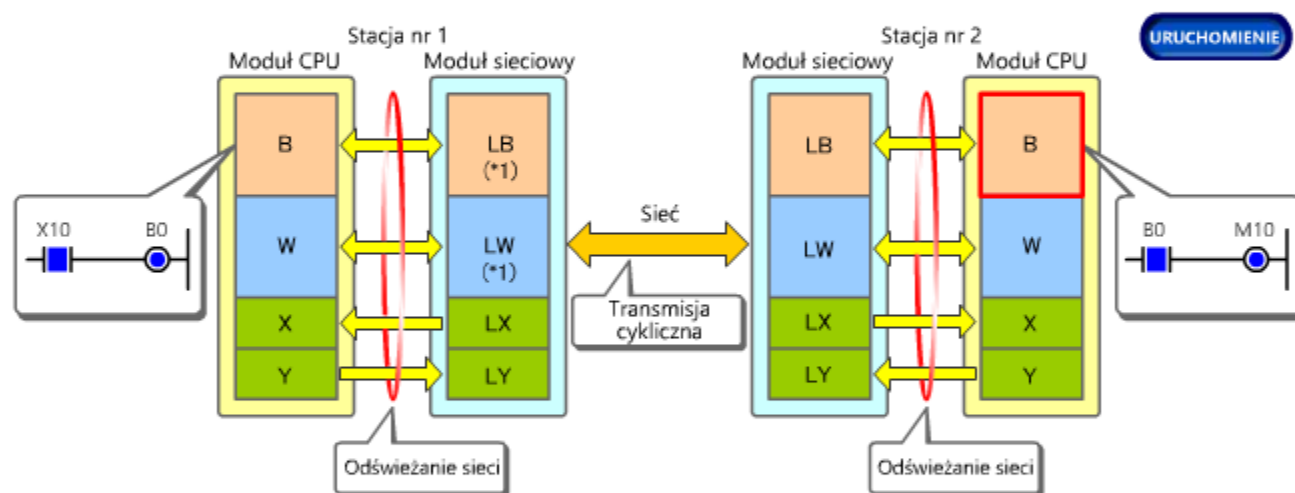 Stacja nr 1
Stacja nr 2
URUCHOMIENIE
Moduł CPU
Moduł sieciowy
Moduł sieciowy
Moduł CPU
B
LB
(*1)
LB
B
X10
B0
Sieć
B0
M10
W
LW
(*1)
LW
W
Transmisja
cykliczna
X
LX
LX
X
Y
LY
LY
Y
Odświeżanie sieci
Odświeżanie sieci